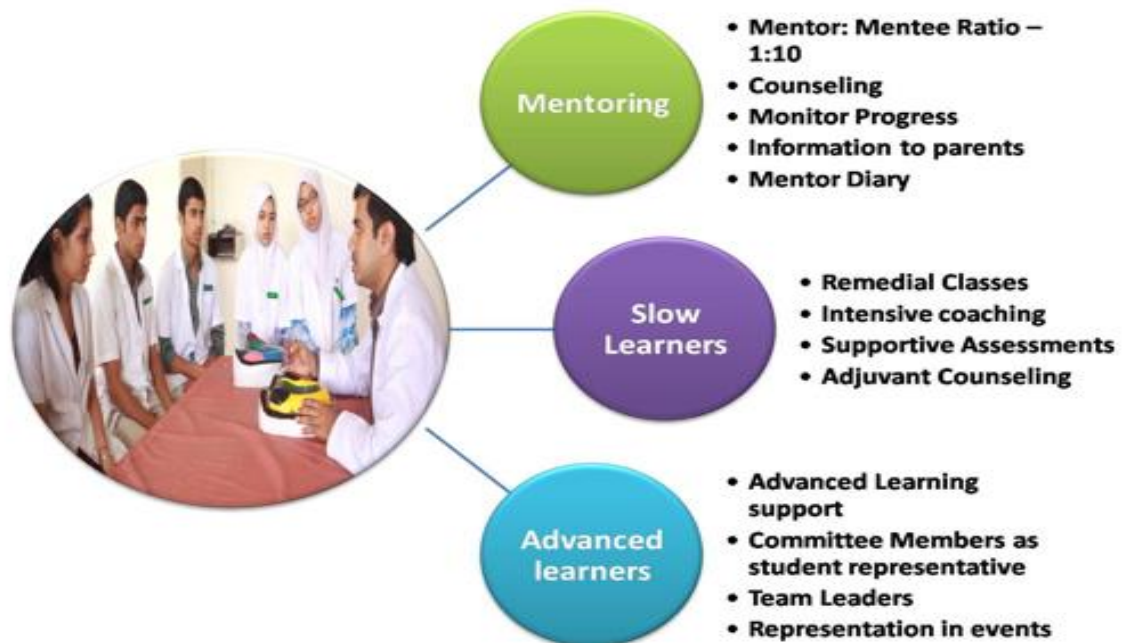 Mentoring
• Mentor: Mentee Ratio –
1:10
• Counseling
• Monitor Progress
• Information to parents
• Mentor Diary
Slow
Learners
• Remedial Classes
• Intensive coaching
• Supportive Assessments
• Adjuvant Counseling
Advanced
learners
• Advanced Learning
support
• Committee Members as
student representative
• Team Leaders
• Representation in events